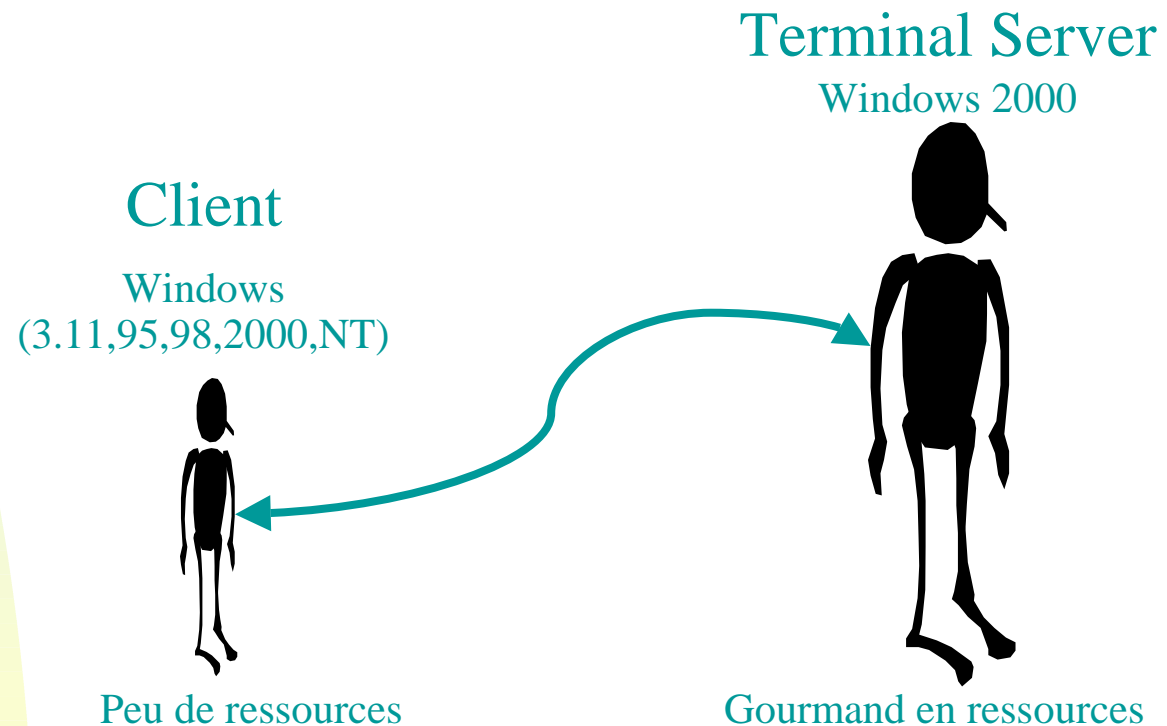 Terminal Server
Windows 2000
Client
Windows
(3.11,95,98,2000,NT)
Peu de ressources
Gourmand en ressources